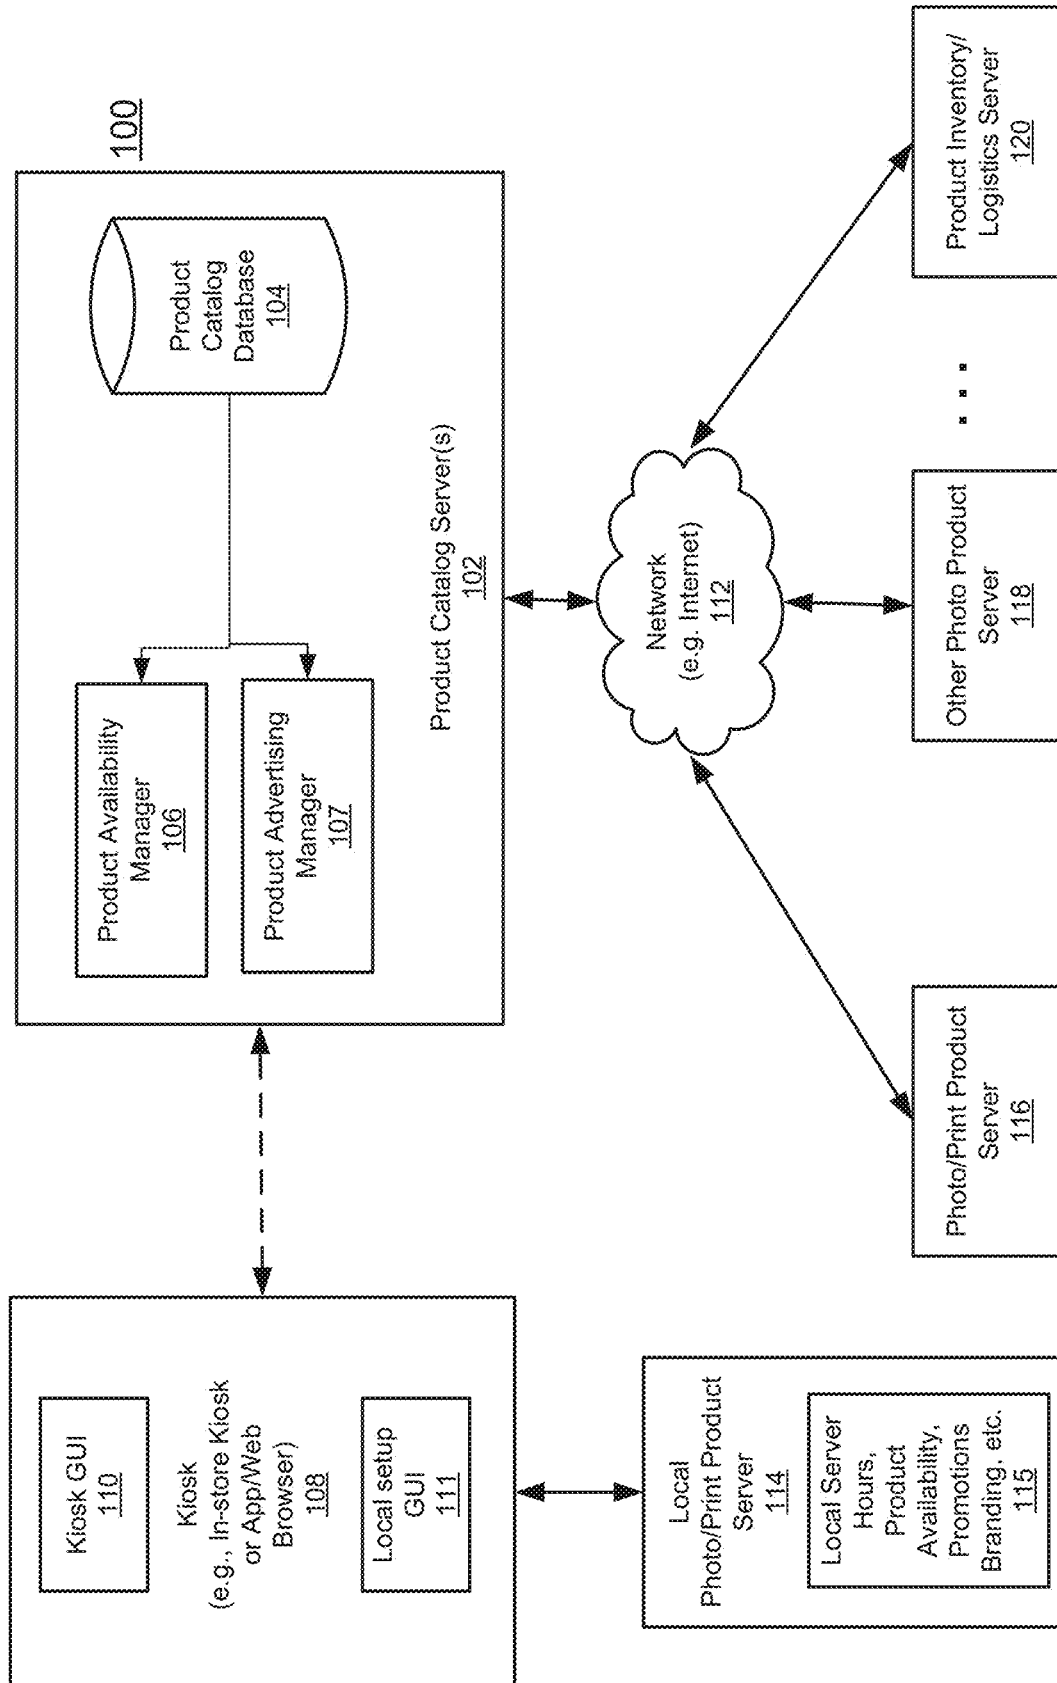 100
Kiosk GUI
110
Kiosk
(e.g., In-store Kiosk
or App/Web
Browser)
108
Local setup
GUI
111
Product Availability
Manager
106
Product Advertising
Manager
107
Product
Catalog
Database
104
Product Catalog Server(s)
102
Network
(e.g. Internet)
112
Local
Photo/Print Product
Server
114
Local Server
Hours,
Product
Availability,
Promotions
Branding, etc.
115
Photo/Print Product
Server
116
Other Photo Product
Server
118
. . .
Product Inventory/
Logistics Server
120